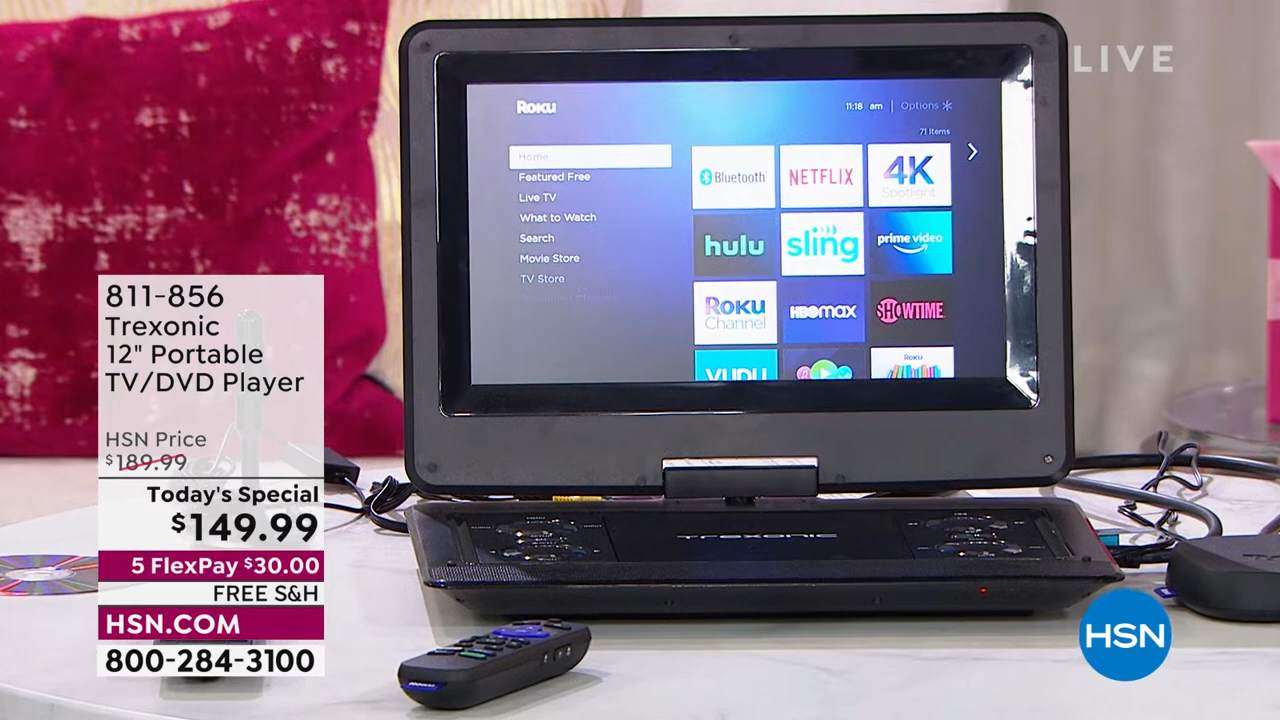 LIVE
Roku
11:18 am | Options
71 Items
Home
Featured Free
Live TV
What to Watch
Search
Movie Store
TV Store
Bluetooth
NETFLIX
4K
Spotlight
hulu
sling
prime video
Roku
Channel
HBOMAX
SHOWTIME
VUDU
Roku
TREXONIC
811-856
Trexonic
12" Portable
TV/DVD Player
HSN Price
$189.99
Today's Special
$149.99
5 FlexPay $30.00
FREE S&H
HSN.COM
800-284-3100
HSN